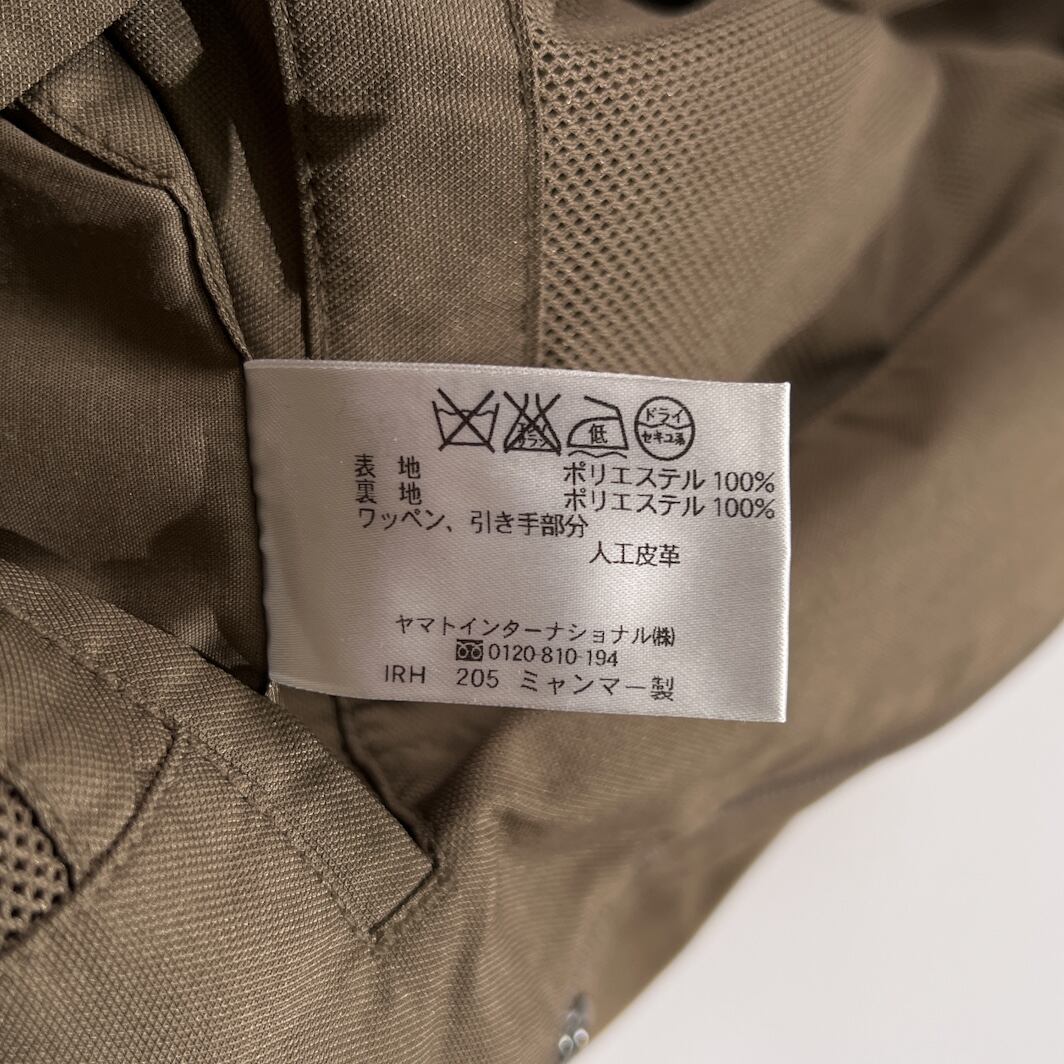 低 ドライ
セキユ系
表 地 ポリエステル 100%
裏 地 ポリエステル 100%
ワッペン、引き手部分
人工皮革
ヤマトインターナショナル㈱
0120-810-194
IRH 205 ミャンマー製